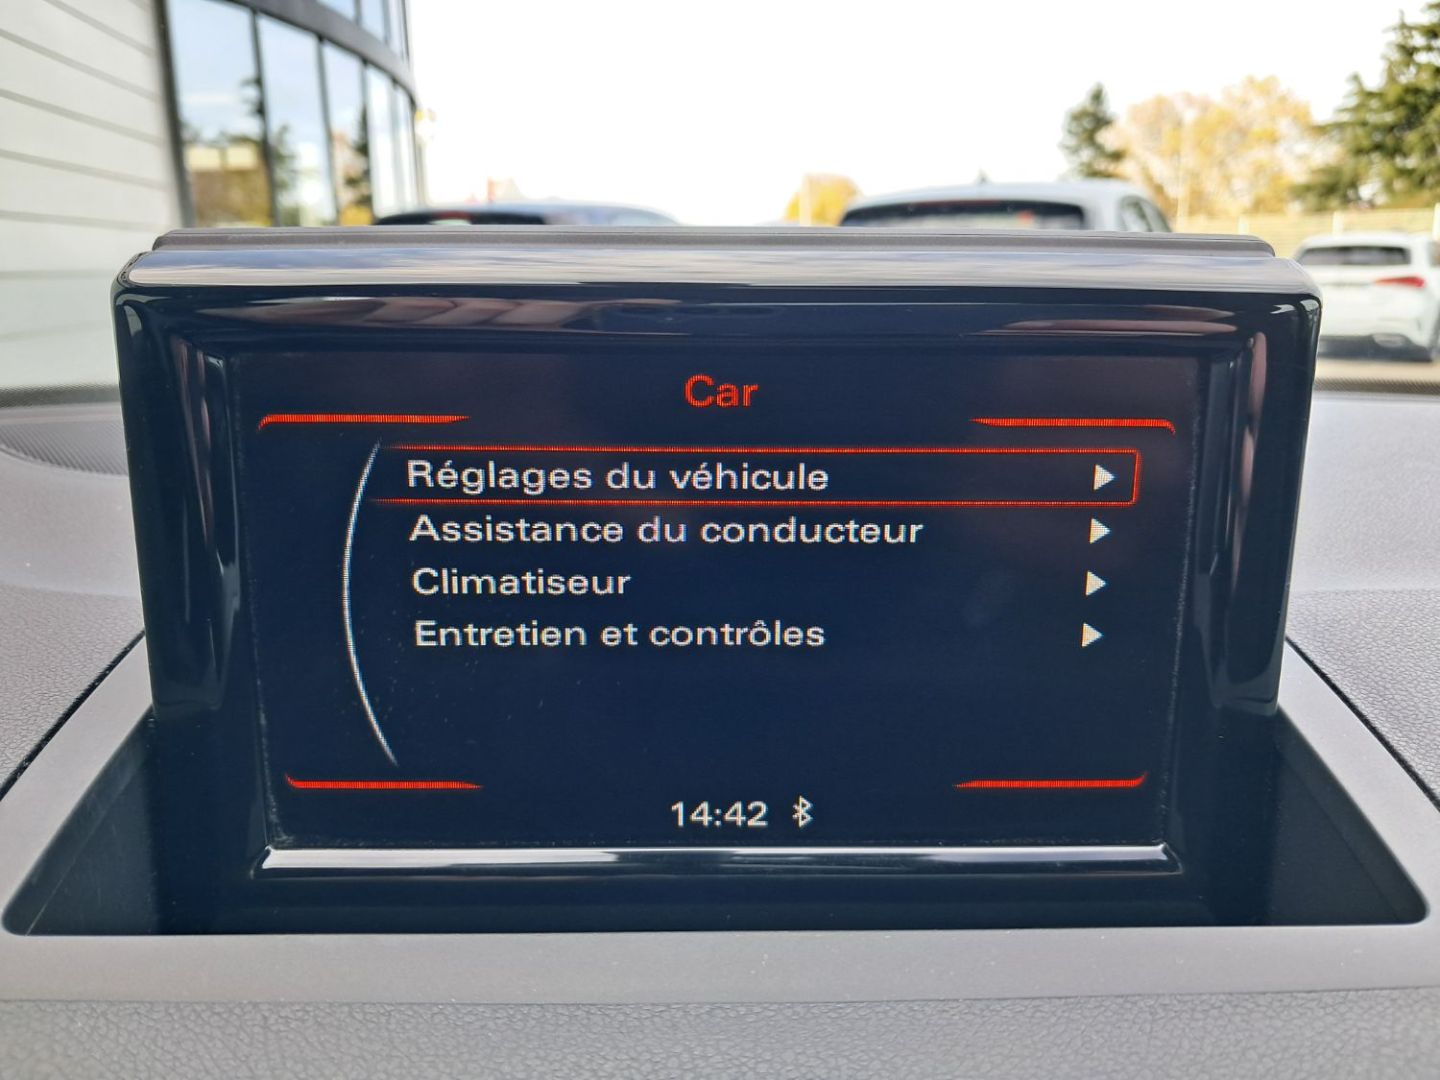 Car
Réglages du véhicule
Assistance du conducteur
Climatiseur
Entretien et contrôles
14:42